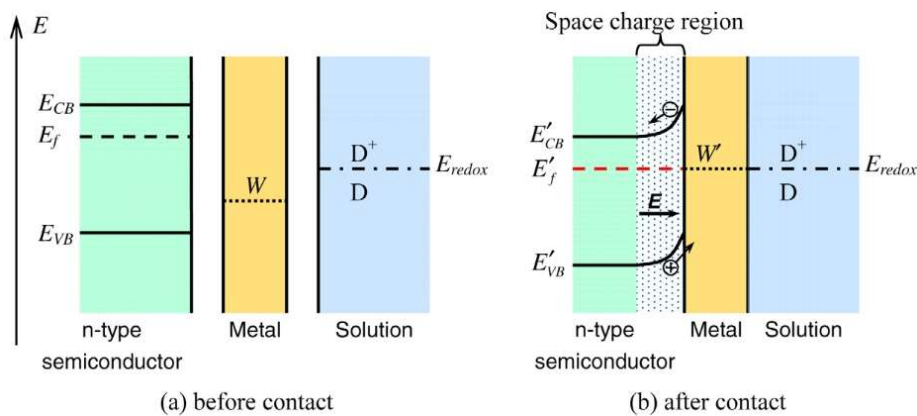 E
E_CB
E_f
E_VB
W
D+
D
E_redox
n-type
semiconductor
Metal
Solution
(a) before contact
Space charge region
E′_CB
E′_f
E′_VB
−
E
+
W′
D+
D
E_redox
n-type
semiconductor
Metal
Solution
(b) after contact